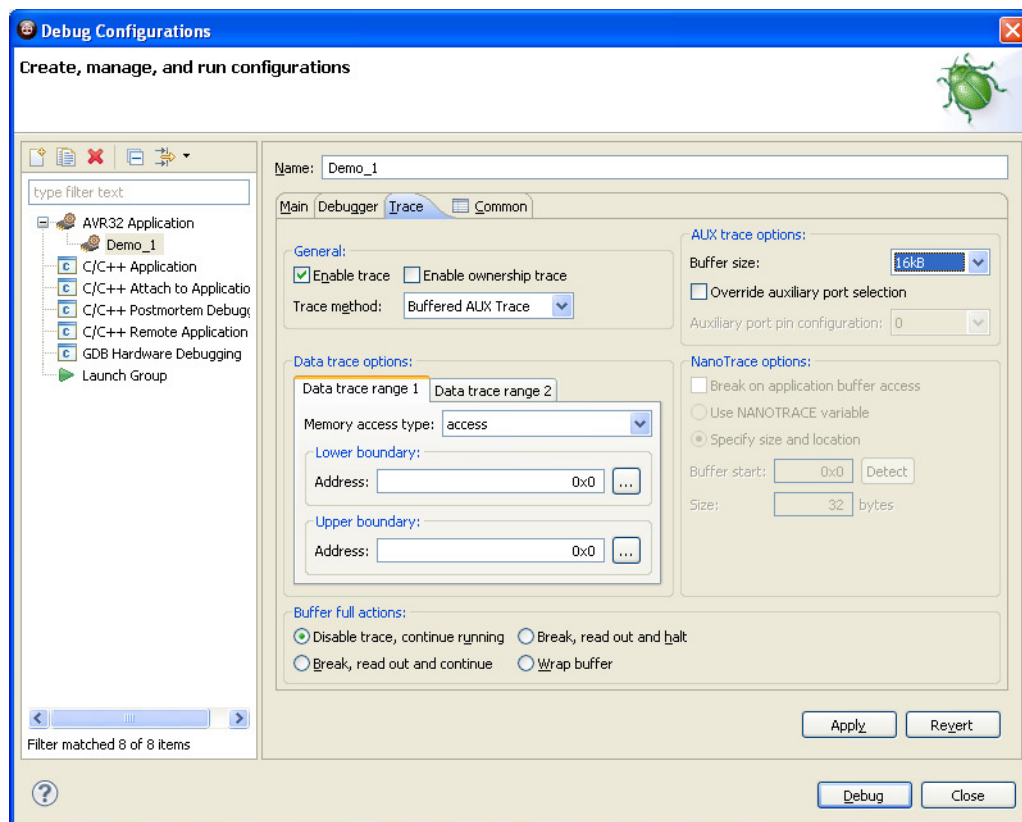 Debug Configurations
Create, manage, and run configurations
type filter text
AVR32 Application
Demo_1
C/C++ Application
C/C++ Attach to Applicatio
C/C++ Postmortem Debugg
C/C++ Remote Application
GDB Hardware Debugging
Launch Group
Filter matched 8 of 8 items
Name: Demo_1
Main Debugger Trace Common
General:
Enable trace Enable ownership trace
Trace method: Buffered AUX Trace
AUX trace options:
Buffer size: 16kB
Override auxiliary port selection
Auxiliary port pin configuration: 0
Data trace options:
Data trace range 1 Data trace range 2
Memory access type: access
Lower boundary:
Address: 0x0 ...
Upper boundary:
Address: 0x0 ...
NanoTrace options:
Break on application buffer access
Use NANOTRACE variable
Specify size and location
Buffer start: 0x0 Detect
Size: 32 bytes
Buffer full actions:
Disable trace, continue running Break, read out and halt
Break, read out and continue Wrap buffer
Apply Revert
Debug Close